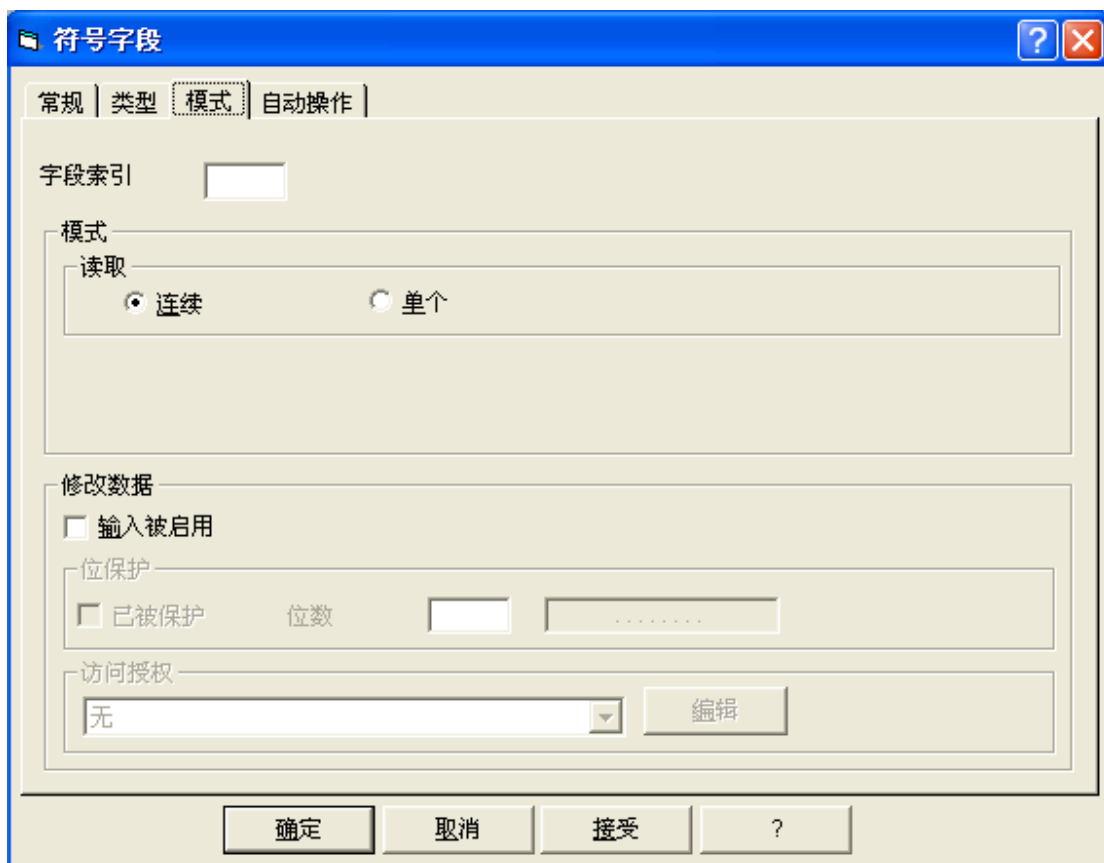 符号字段
常规 类型 模式 自动操作
字段索引
模式
读取
连续 单个
修改数据
输入被启用
位保护
已被保护 位数 ........
访问授权
无 编辑
确定 取消 接受 ?